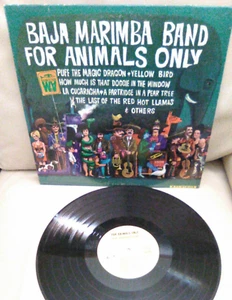 BAJA MARIMBA BAND
FOR ANIMALS ONLY
PUFF THE MAGIC DRAGON • YELLOW BIRD
HOW MUCH IS THAT DOGGIE IN THE WINDOW
LA CUCARACHA • A PARTRIDGE IN A PEAR TREE
THE LAST OF THE RED HOT LLAMAS
& OTHERS